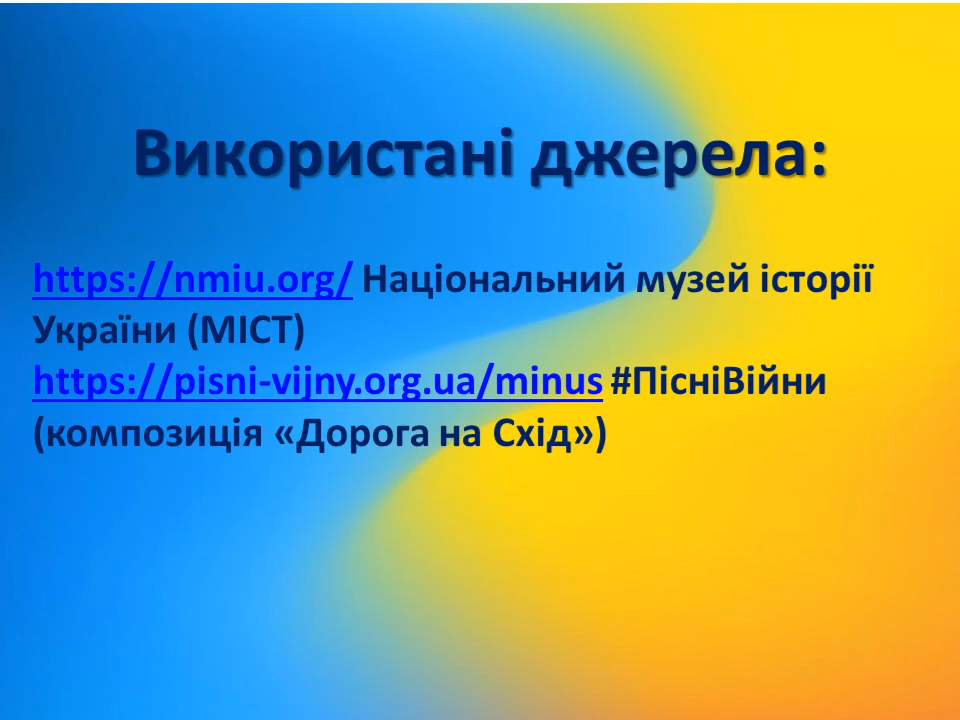 Використані джерела:
https://nmiu.org/ Національний музей історії
України (МІСТ)
https://pisni-vijny.org.ua/minus #ПісніВійни
(композиція «Дорога на Схід»)